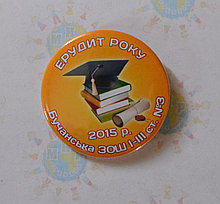 ЕРУДИТ РОКУ
2015 р.
Бучанська ЗОШ І-ІІІ ст. №3